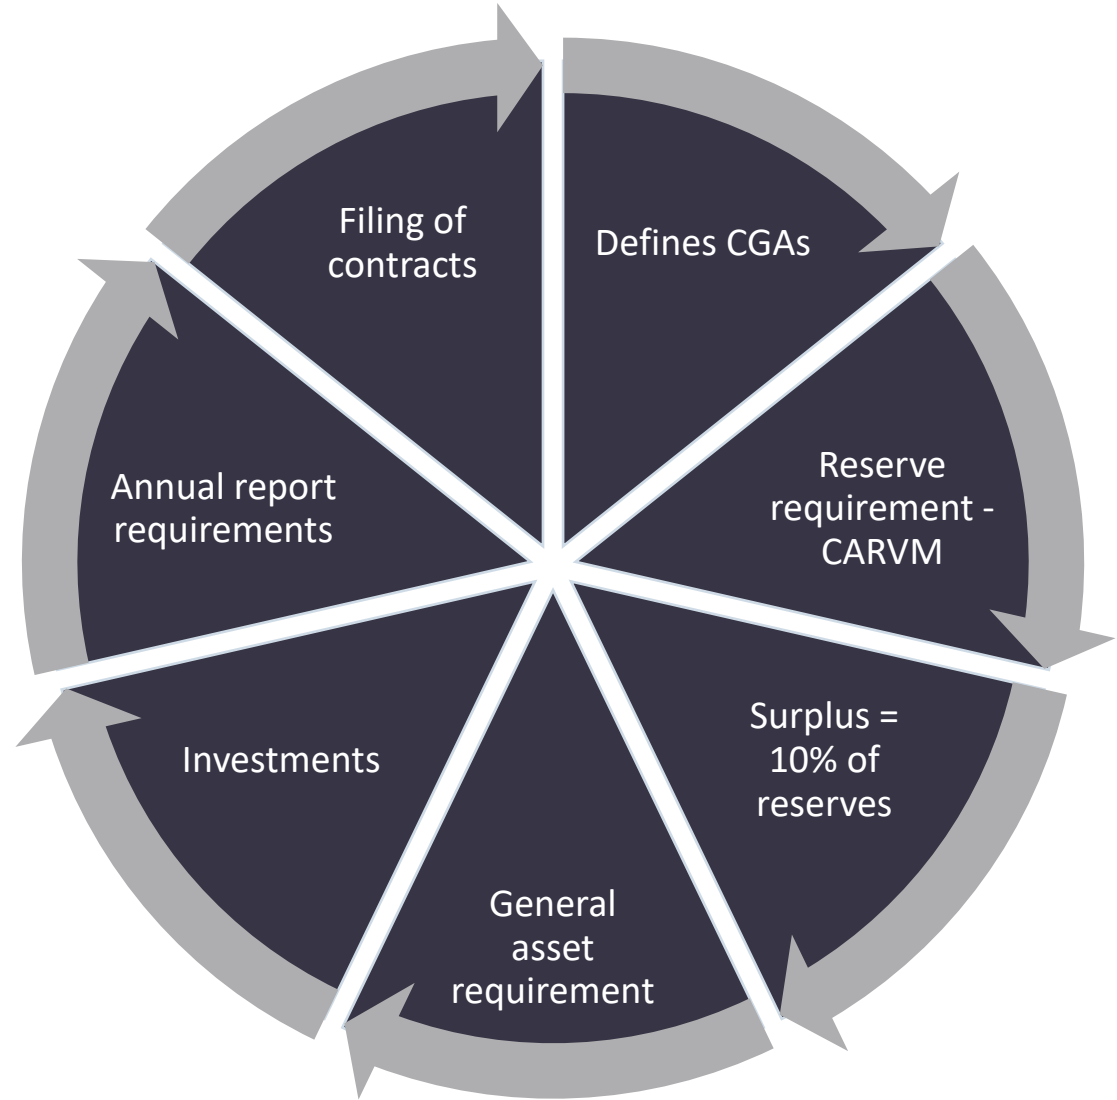 Defines CGAs
Reserve
requirement -
CARVM
Surplus =
10% of
reserves
General
asset
requirement
Investments
Annual report
requirements
Filing of
contracts